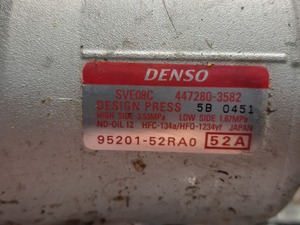 DENSO
SVE08C 447280-3582
DESIGN PRESS 5B 0451
HIGH SIDE 3.53MPa LOW SIDE 1.67MPa
ND-OIL 12 HFC-134a/HFO-1234yf JAPAN
95201-52RA0 52A